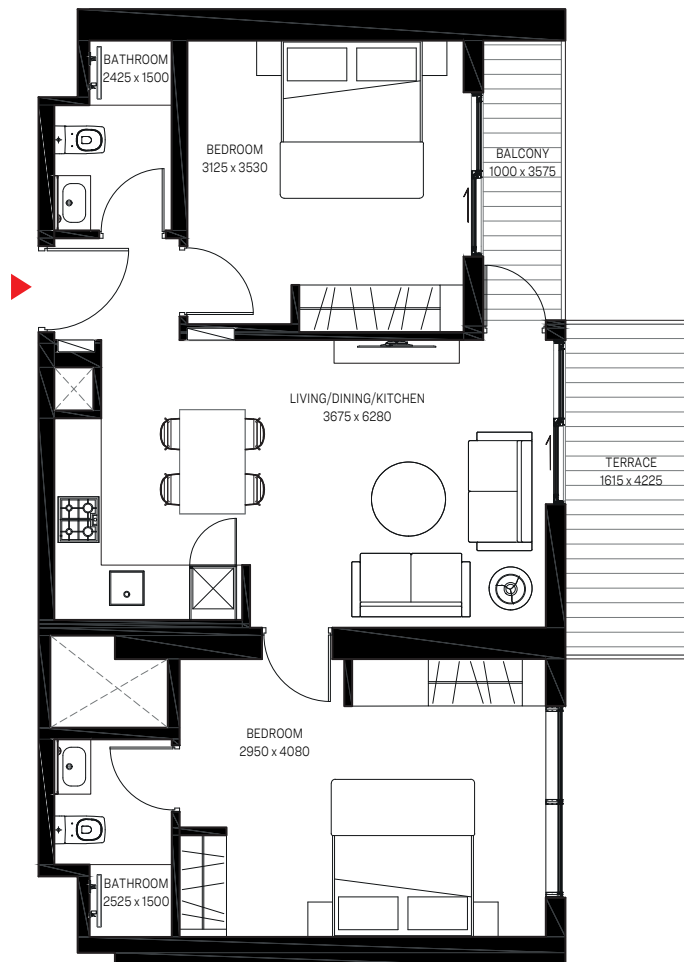 BATHROOM
2425 x 1500
BEDROOM
3125 x 3530
BALCONY
1000 x 3575
LIVING/DINING/KITCHEN
3675 x 6280
TERRACE
1615 x 4225
BEDROOM
2950 x 4080
BATHROOM
2525 x 1500